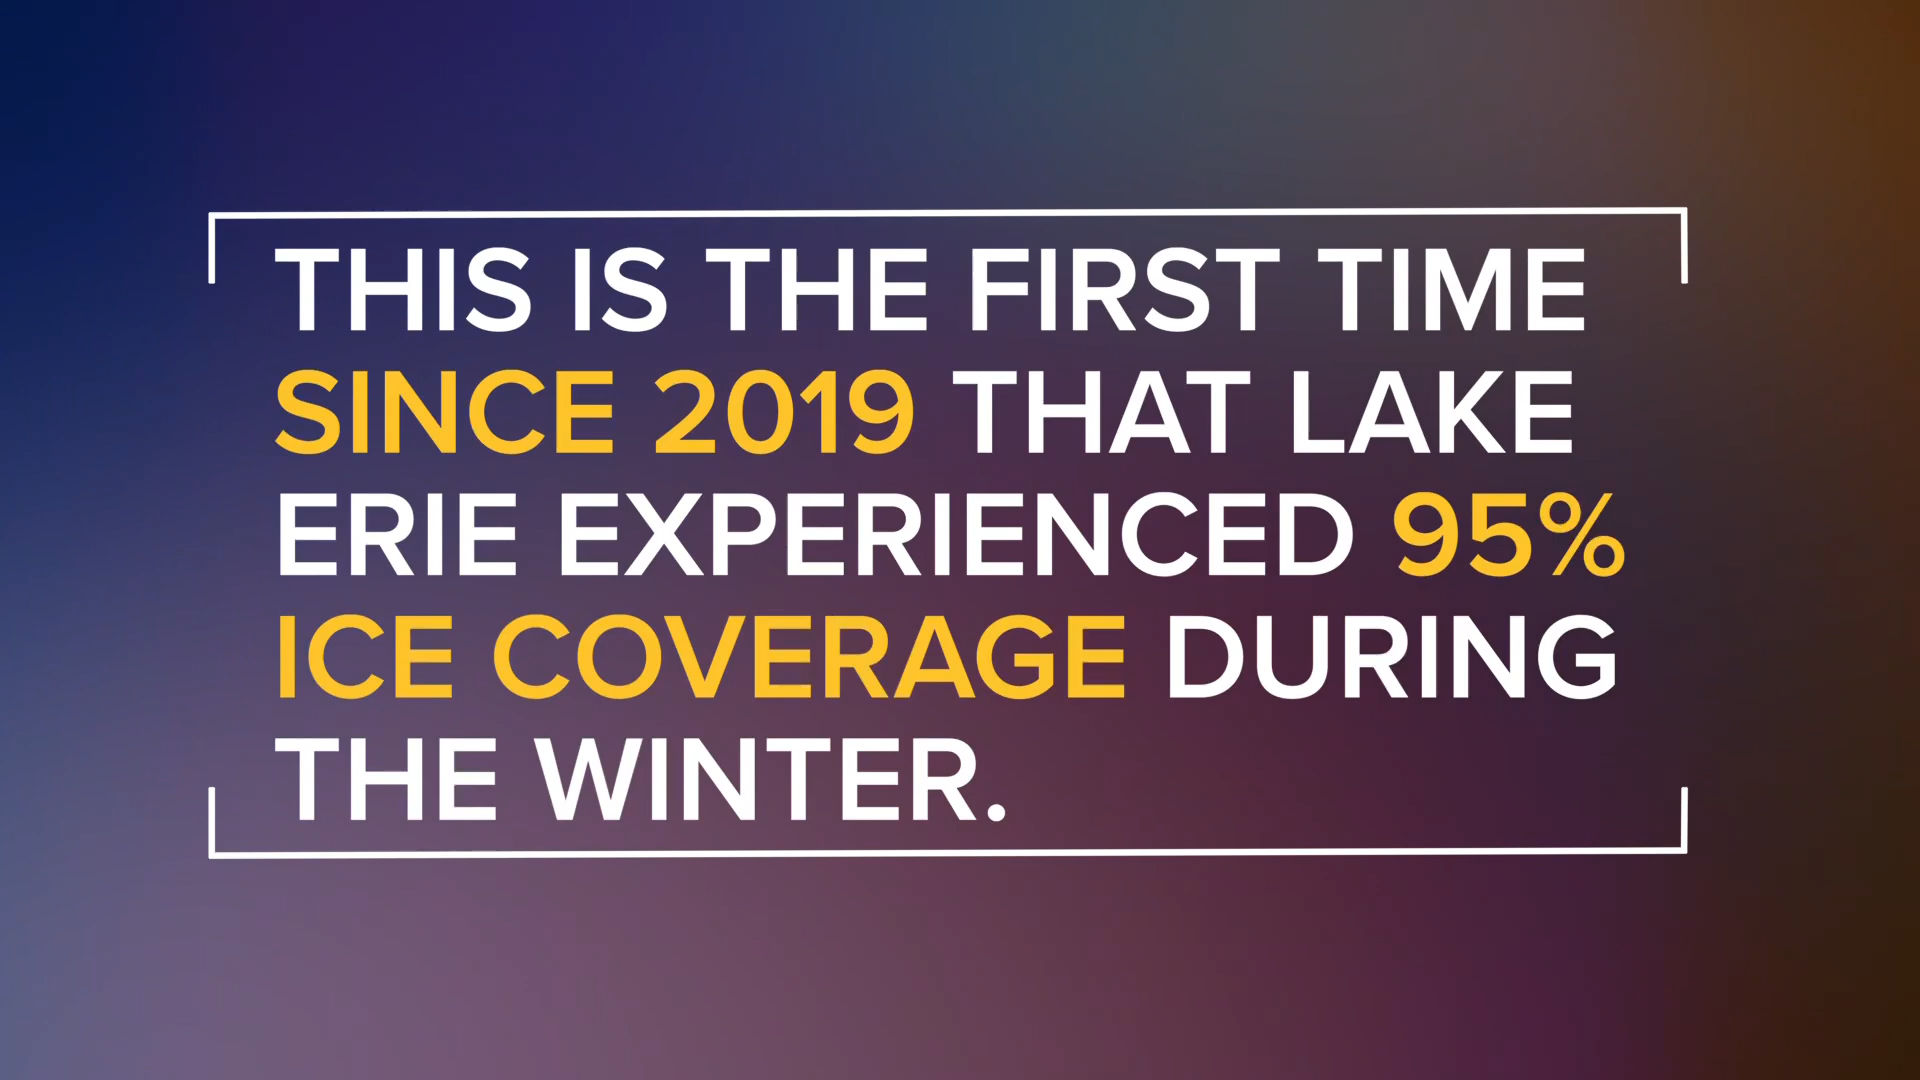 THIS IS THE FIRST TIME
SINCE 2019 THAT LAKE
ERIE EXPERIENCED 95%
ICE COVERAGE DURING
THE WINTER.